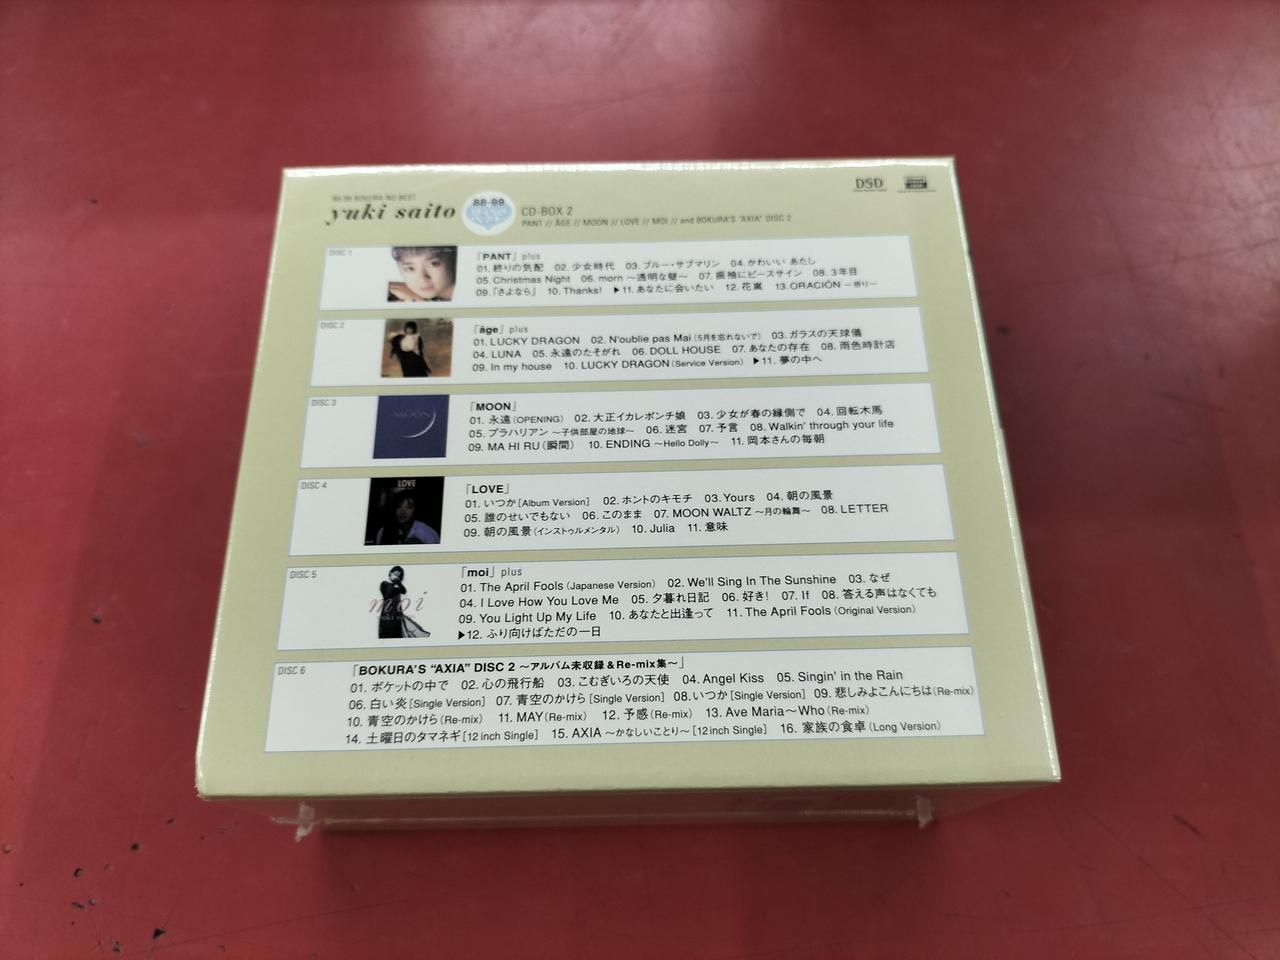 88-99 BOKURA NO BEST
yuki saito
88-99
CD-BOX 2
PANT // ÂGE // MOON // LOVE // MOI // and BOKURA'S "AXIA" DISC 2
DSD
DISC 1
「PANT」plus
01. 終りの気配 02. 少女時代 03. ブルー・サブマリン 04. かわいい あたし
05. Christmas Night 06. morn 〜透明な髪〜 07. 振袖にピースサイン 08. 3年目
09. 「さよなら」 10. Thanks! ▶11. あなたに会いたい 12. 花嵐 13. ORACIÓN －祈り－
DISC 2
「âge」plus
01. LUCKY DRAGON 02. N'oublie pas Mai (5月を忘れないで) 03. ガラスの天球儀
04. LUNA 05. 永遠のたそがれ 06. DOLL HOUSE 07. あなたの存在 08. 雨色時計店
09. In my house 10. LUCKY DRAGON (Service Version) ▶11. 夢の中へ
DISC 3
MOON
「MOON」
01. 永遠 (OPENING) 02. 大正イカレポンチ娘 03. 少女が春の縁側で 04. 回転木馬
05. プラハリアン 〜子供部屋の地球〜 06. 迷宮 07. 予言 08. Walkin' through your life
09. MA HI RU (瞬間) 10. ENDING 〜Hello Dolly〜 11. 岡本さんの毎朝
DISC 4
LOVE
「LOVE」
01. いつか [Album Version] 02. ホントのキモチ 03. Yours 04. 朝の風景
05. 誰のせいでもない 06. このまま 07. MOON WALTZ 〜月の輪舞〜 08. LETTER
09. 朝の風景 (インストゥルメンタル) 10. Julia 11. 意味
DISC 5
moi
「moi」plus
01. The April Fools (Japanese Version) 02. We'll Sing In The Sunshine 03. なぜ
04. I Love How You Love Me 05. 夕暮れ日記 06. 好き! 07. If 08. 答える声はなくても
09. You Light Up My Life 10. あなたと出逢って 11. The April Fools (Original Version)
▶12. ふり向けばただの一日
DISC 6
「BOKURA'S "AXIA" DISC 2 〜アルバム未収録＆Re-mix集〜」
01. ポケットの中で 02. 心の飛行船 03. こむぎいろの天使 04. Angel Kiss 05. Singin' in the Rain
06. 白い炎 [Single Version] 07. 青空のかけら [Single Version] 08. いつか [Single Version] 09. 悲しみよこんにちは (Re-mix)
10. 青空のかけら (Re-mix) 11. MAY (Re-mix) 12. 予感 (Re-mix) 13. Ave Maria〜Who (Re-mix)
14. 土曜日のタマネギ [12 inch Single] 15. AXIA 〜かなしいことり〜 [12 inch Single] 16. 家族の食卓 (Long Version)